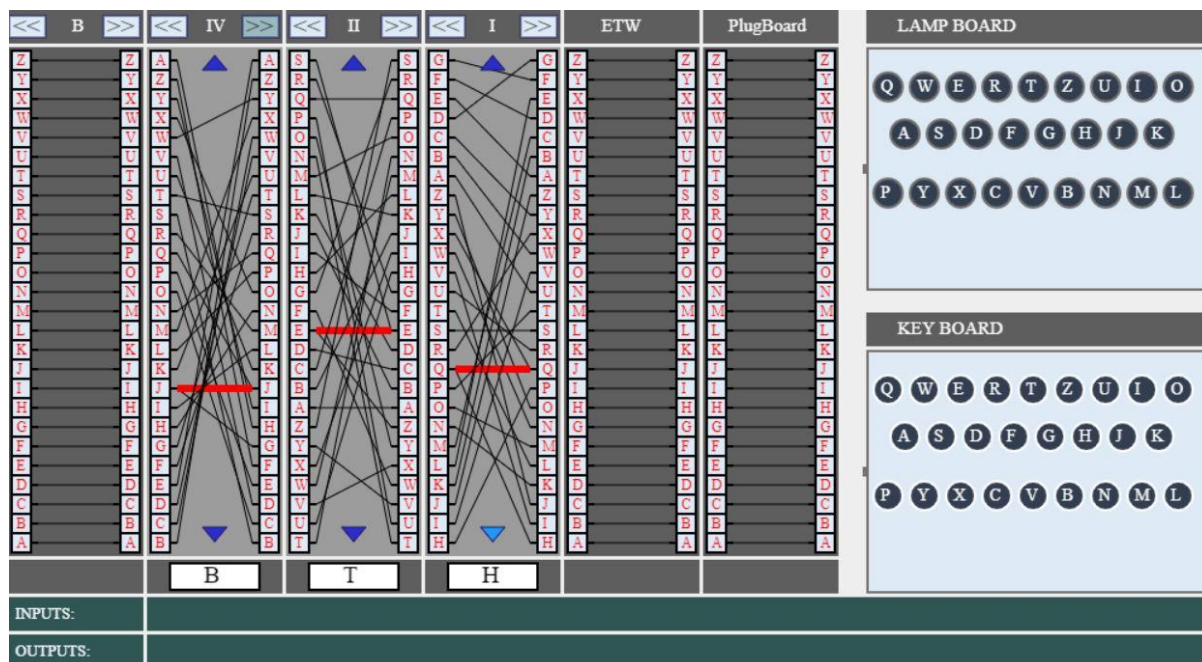 << B >> << IV >> << II >> << I >> ETW PlugBoard
Z Z A A S S G G Z Z Z Z
Y Y Z Z R R F F Y Y Y Y
X X Y Y Q Q E E X X X X
W W X X P P D D W W W W
V V W W O O C C V V V V
U U V V N N B B U U U U
T T U U M M A A T T T T
S S T T L L Z Z S S S S
R R S S K K Y Y R R R R
Q Q R R J J X X Q Q Q Q
P P Q Q I I W W P P P P
O O P P H H V V O O O O
N N O O G G U U N N N N
M M N N F F T T M M M M
L L M M E E S S L L L L
K K L L D D R R K K K K
J J K K C C Q Q J J J J
I I J J B B P P I I I I
H H I I A A O O H H H H
G G H H Z Z N N G G G G
F F G G Y Y M M F F F F
E E F F X X L L E E E E
D D E E W W K K D D D D
C C D D V V J J C C C C
B B C C U U I I B B B B
A A B B T T H H A A A A
B T H
LAMP BOARD
Q W E R T Z U I O
A S D F G H J K
P Y X C V B N M L
KEY BOARD
Q W E R T Z U I O
A S D F G H J K
P Y X C V B N M L
INPUTS:
OUTPUTS: